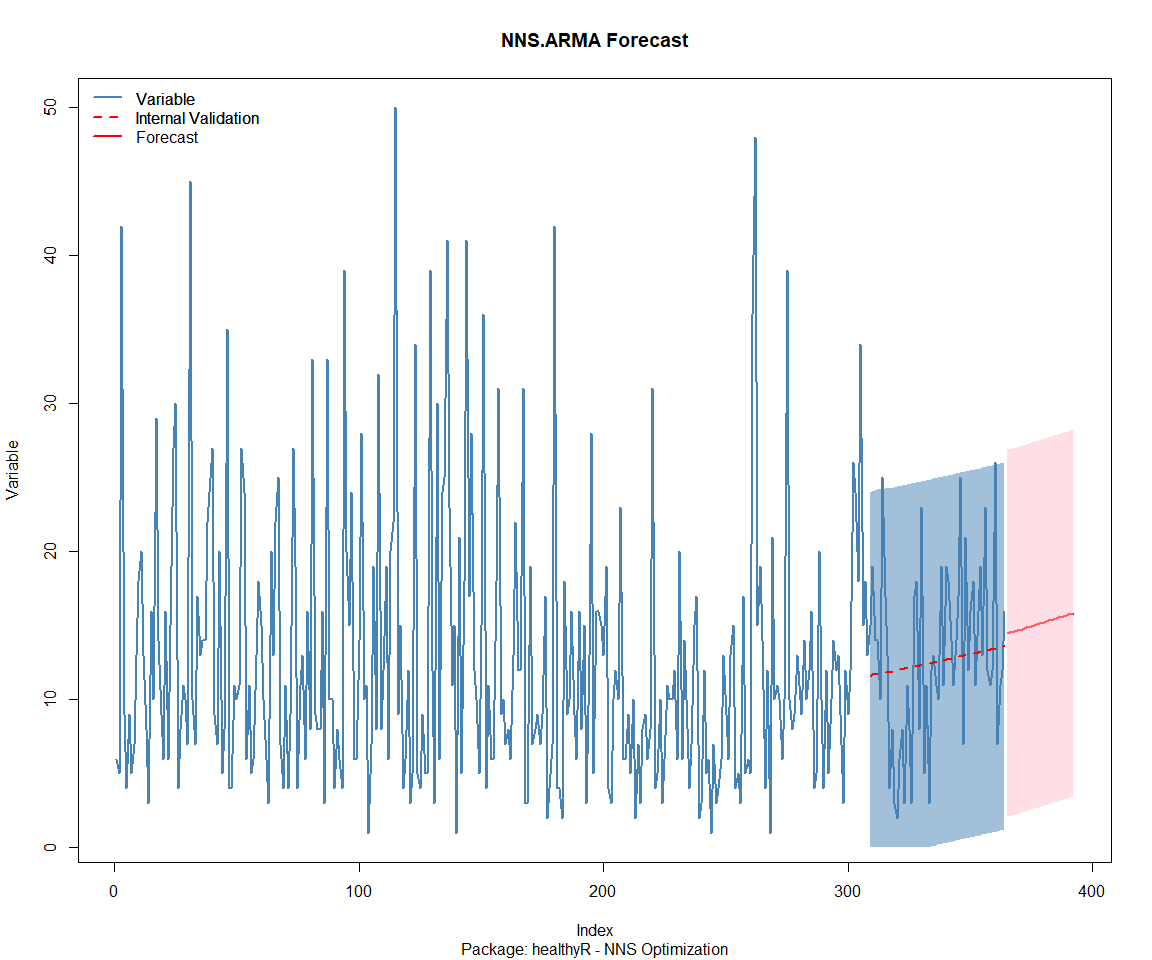 NNS.ARMA Forecast
Variable
Internal Validation
Forecast
50
40
30
20
10
0
Variable
0 100 200 300 400
Index
Package: healthyR - NNS Optimization